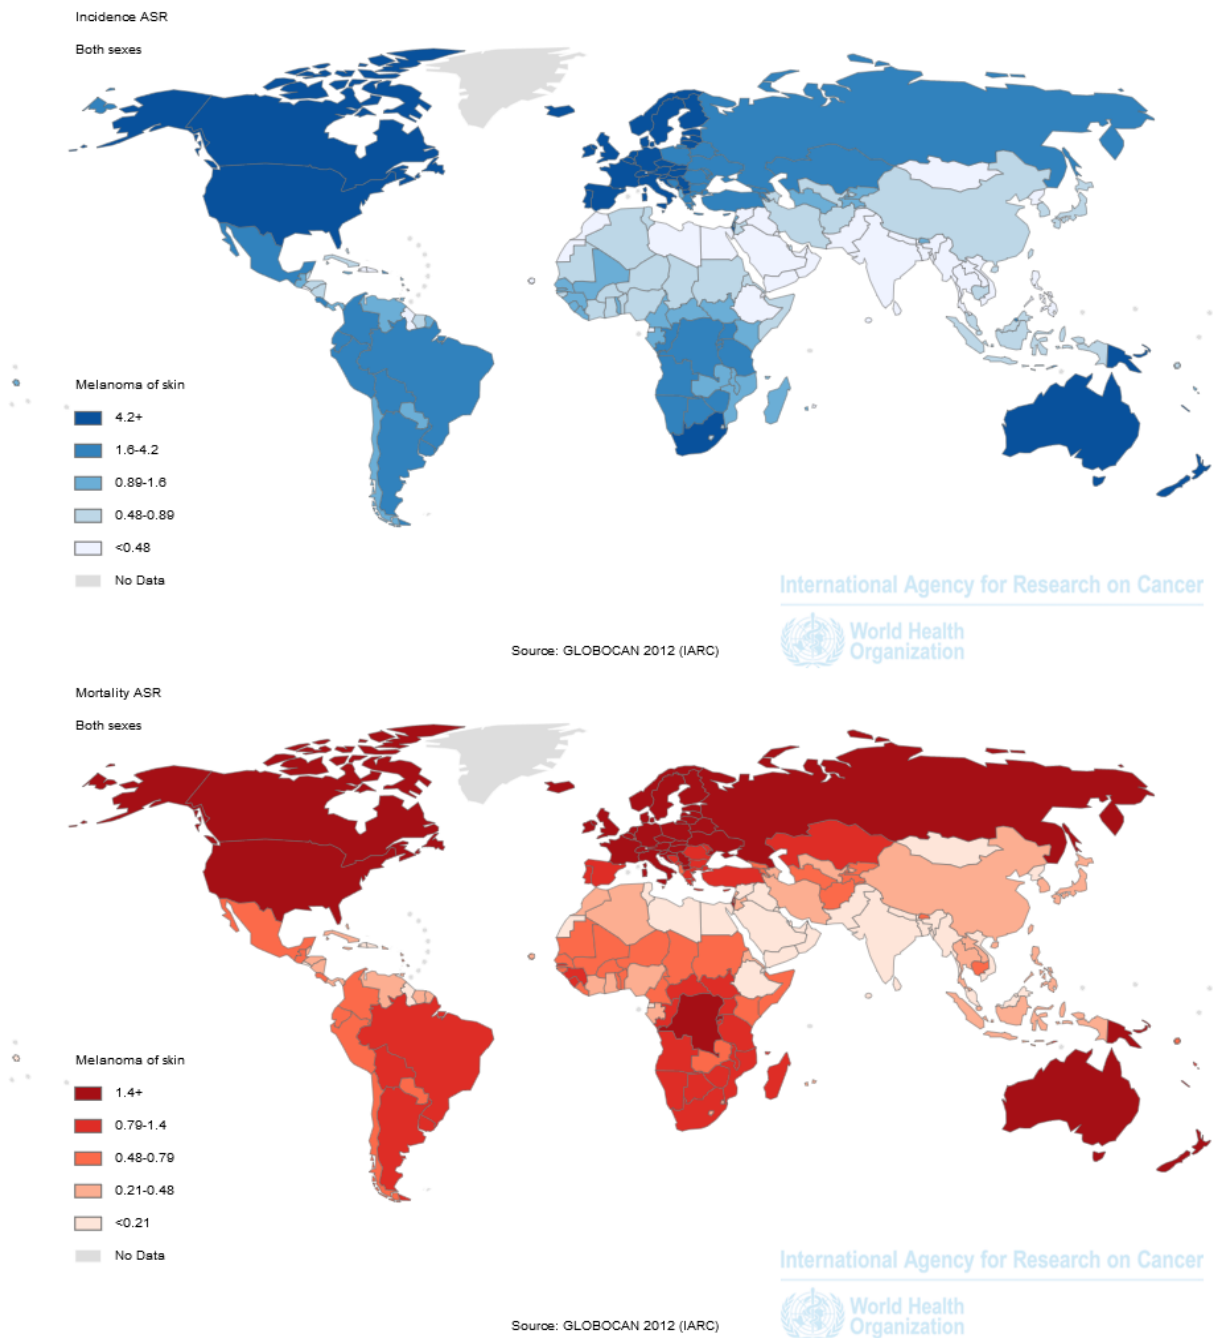 Incidence ASR
Both sexes
Melanoma of skin
4.2+
1.6-4.2
0.89-1.6
0.48-0.89
<0.48
No Data
International Agency for Research on Cancer
World Health
Organization
Source: GLOBOCAN 2012 (IARC)
Mortality ASR
Both sexes
Melanoma of skin
1.4+
0.79-1.4
0.48-0.79
0.21-0.48
<0.21
No Data
International Agency for Research on Cancer
World Health
Organization
Source: GLOBOCAN 2012 (IARC)